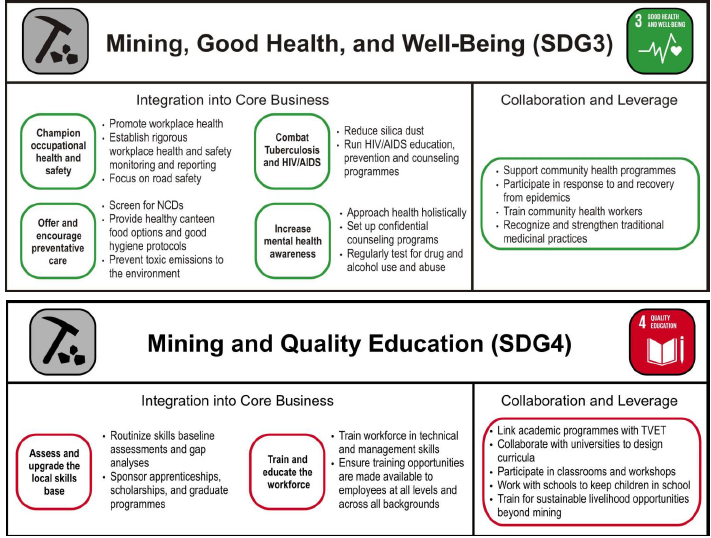 Mining, Good Health, and Well-Being (SDG3)
3 GOOD HEALTH
AND WELL-BEING
Integration into Core Business
Champion
occupational
health and
safety
• Promote workplace health
• Establish rigorous
workplace health and safety
monitoring and reporting
• Focus on road safety
Combat
Tuberculosis
and HIV/AIDS
• Reduce silica dust
• Run HIV/AIDS education,
prevention and counseling
programmes
Offer and
encourage
preventative
care
• Screen for NCDs
• Provide healthy canteen
food options and good
hygiene protocols
• Prevent toxic emissions to
the environment
Increase
mental health
awareness
• Approach health holistically
• Set up confidential
counseling programs
• Regularly test for drug and
alcohol use and abuse
Collaboration and Leverage
• Support community health programmes
• Participate in response to and recovery
from epidemics
• Train community health workers
• Recognize and strengthen traditional
medicinal practices
Mining and Quality Education (SDG4)
4 QUALITY
EDUCATION
Integration into Core Business
Assess and
upgrade the
local skills
base
• Routinize skills baseline
assessments and gap
analyses
• Sponsor apprenticeships,
scholarships, and graduate
programmes
Train and
educate the
workforce
• Train workforce in technical
and management skills
• Ensure training opportunities
are made available to
employees at all levels and
across all backgrounds
Collaboration and Leverage
• Link academic programmes with TVET
• Collaborate with universities to design
curricula
• Participate in classrooms and workshops
• Work with schools to keep children in school
• Train for sustainable livelihood opportunities
beyond mining